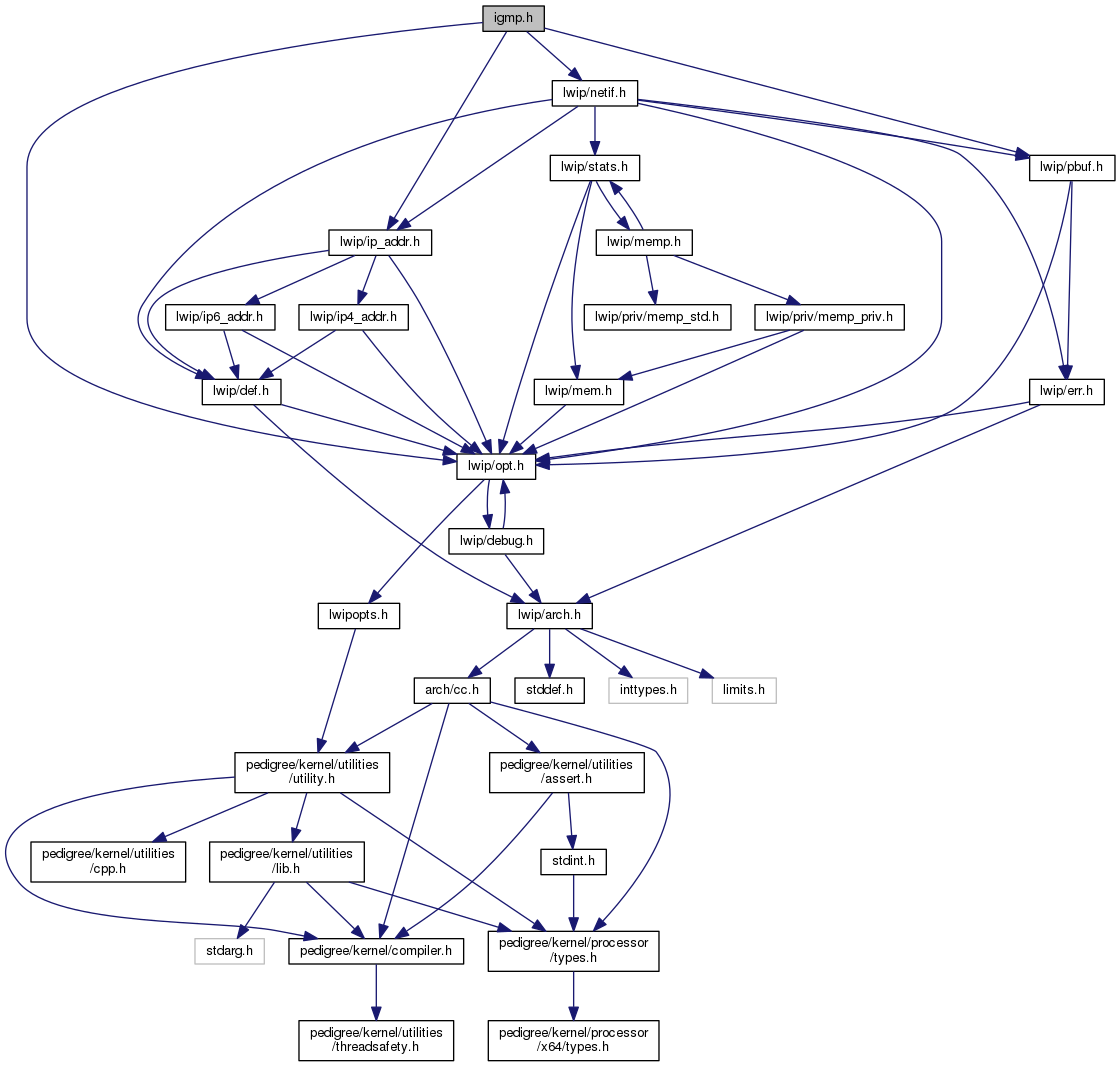 igmp.h
lwip/netif.h
lwip/stats.h
lwip/pbuf.h
lwip/ip_addr.h
lwip/memp.h
lwip/ip6_addr.h
lwip/ip4_addr.h
lwip/priv/memp_std.h
lwip/priv/memp_priv.h
lwip/def.h
lwip/mem.h
lwip/err.h
lwip/opt.h
lwip/debug.h
lwipopts.h
lwip/arch.h
arch/cc.h
stddef.h
inttypes.h
limits.h
pedigree/kernel/utilities
/utility.h
pedigree/kernel/utilities
/assert.h
pedigree/kernel/utilities
/cpp.h
pedigree/kernel/utilities
/lib.h
stdint.h
stdarg.h
pedigree/kernel/compiler.h
pedigree/kernel/processor
/types.h
pedigree/kernel/utilities
/threadsafety.h
pedigree/kernel/processor
/x64/types.h